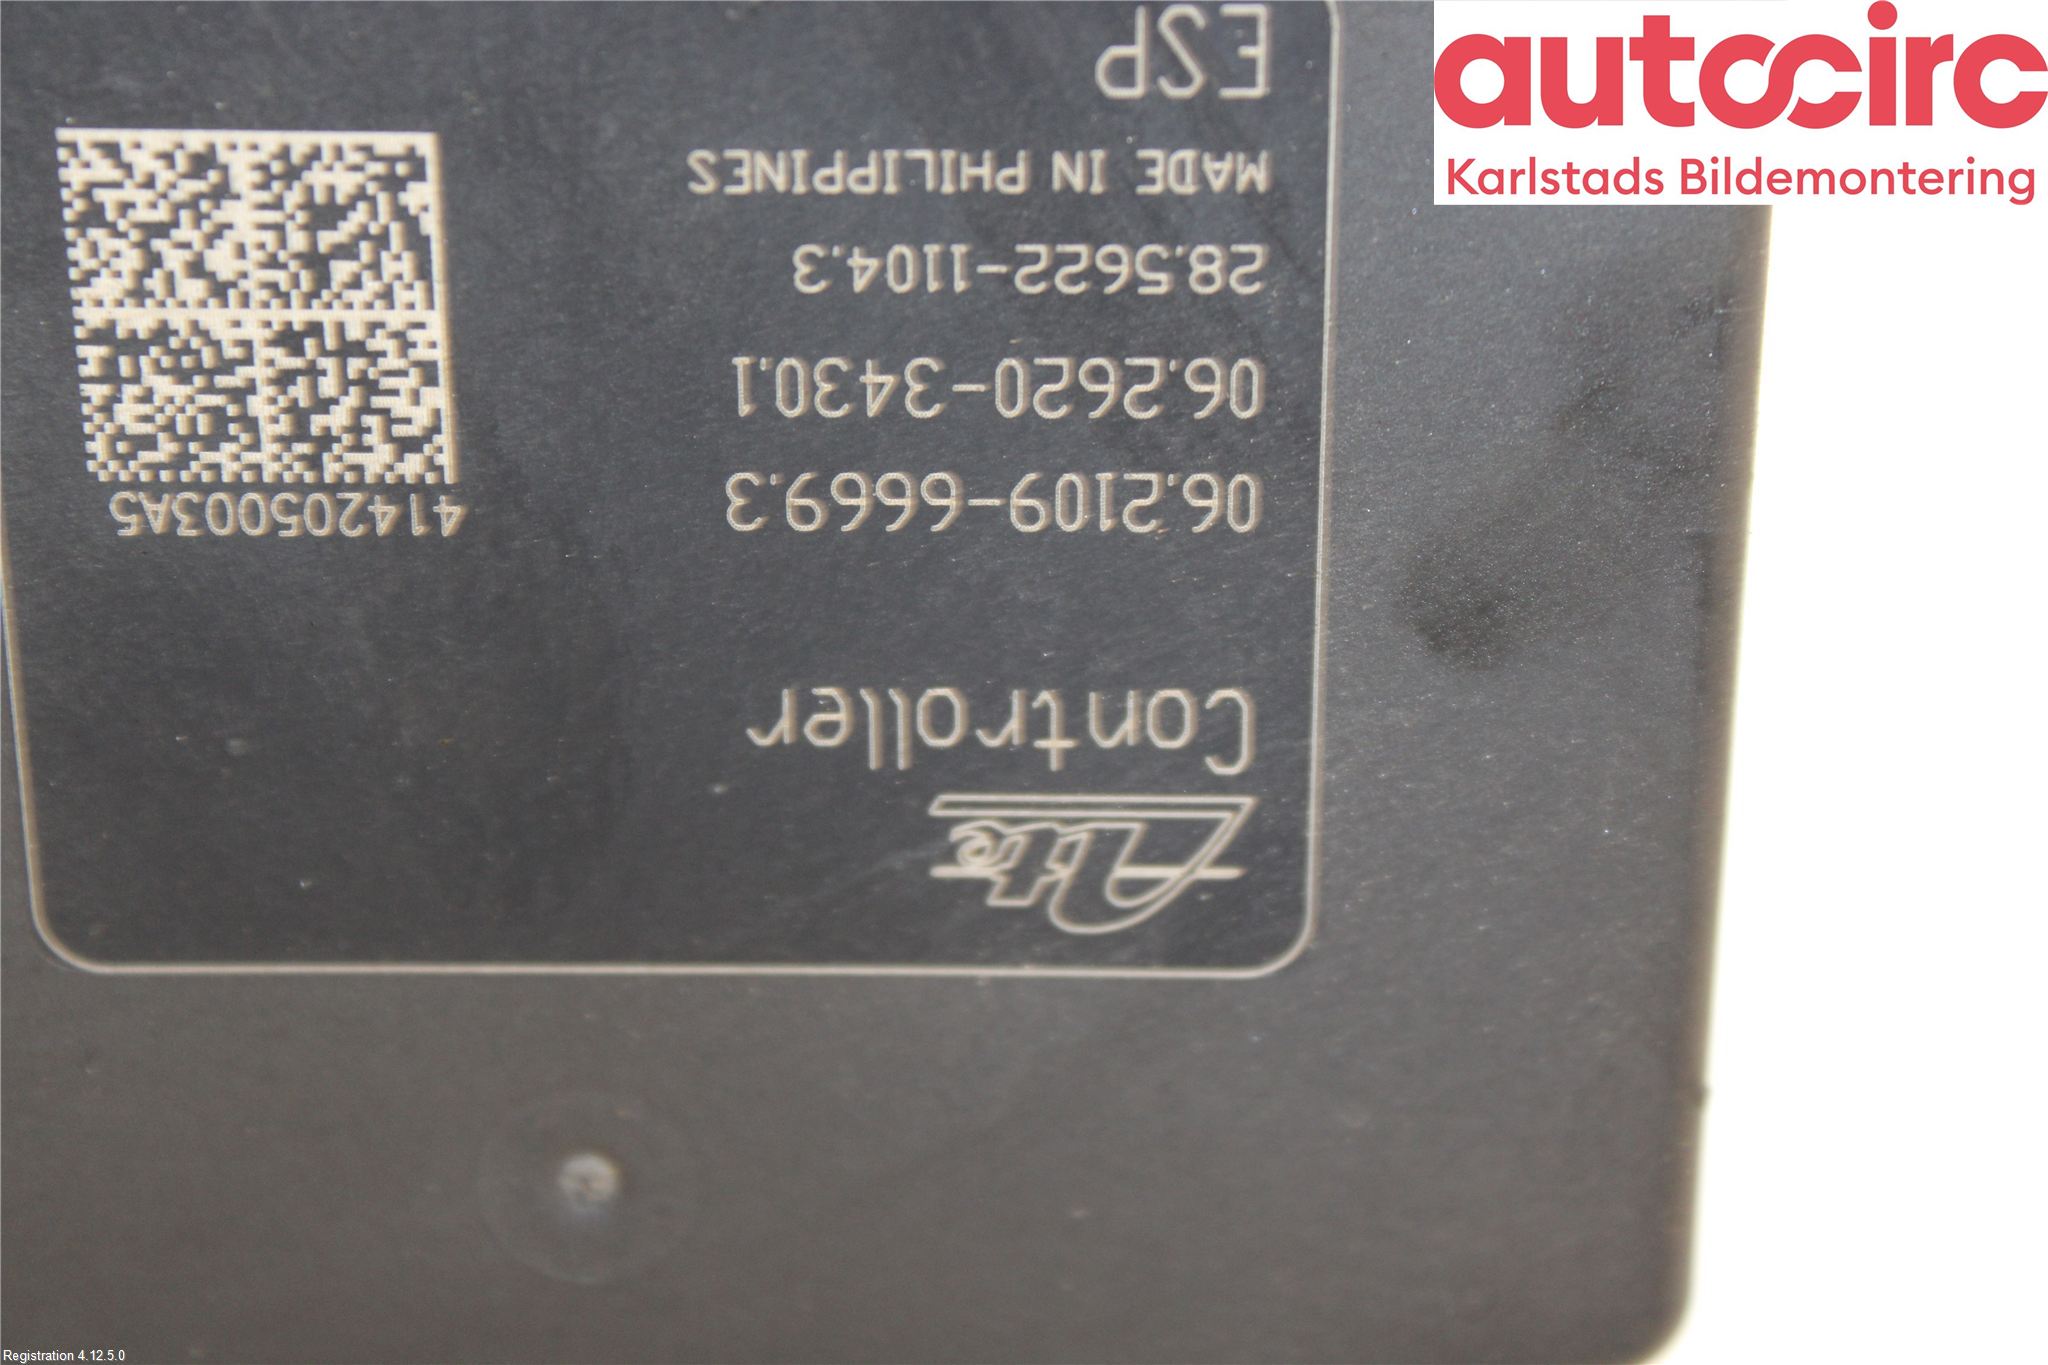 autocirc
Karlstads Bildemontering
Ate
Controller
06.2109-6669.3
414205003A5
06.2620-3430.1
28.5622-1104.3
MADE IN PHILIPPINES
ESP
Registration 4.12.5.0